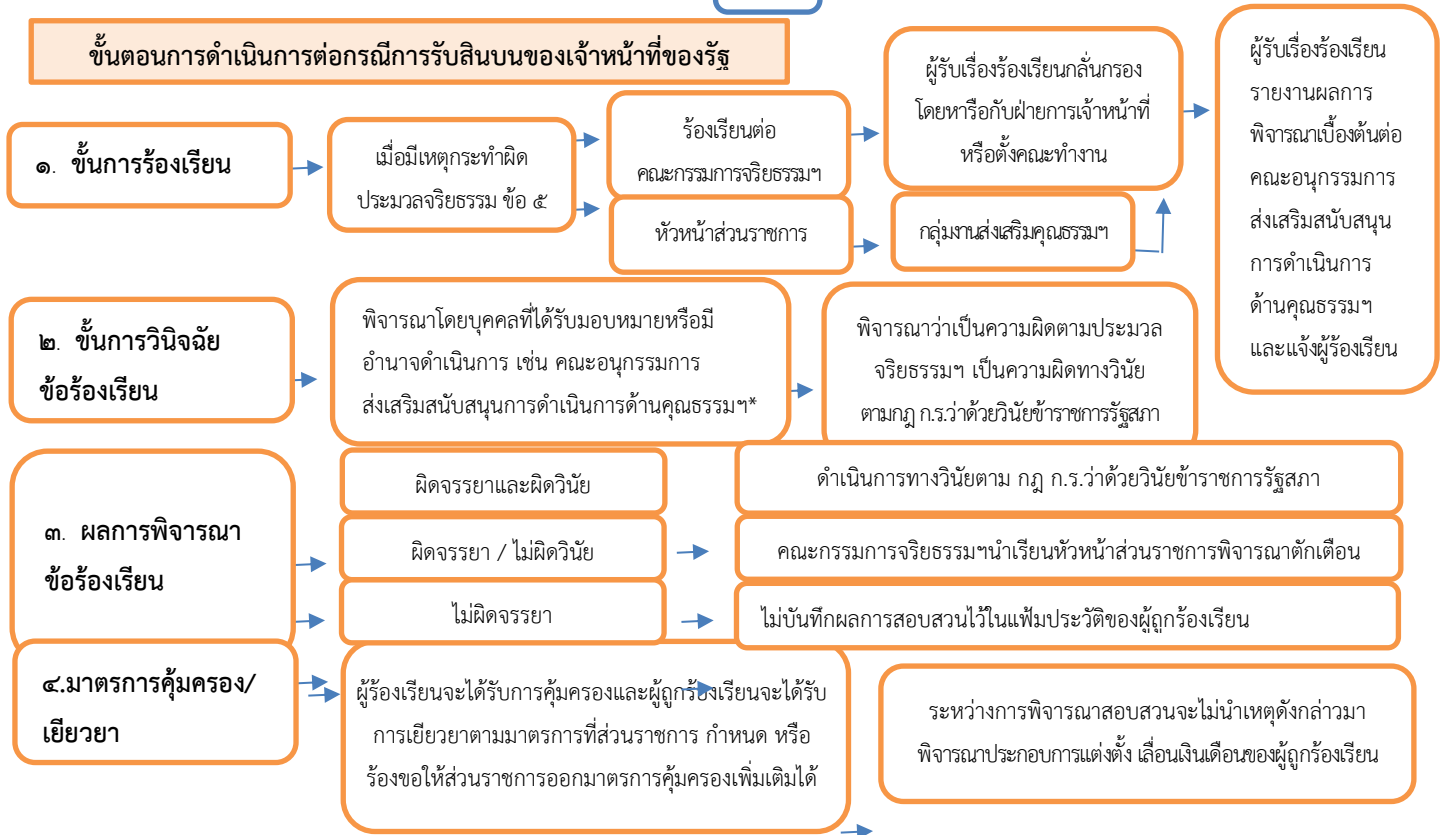 ขั้นตอนการดำเนินการต่อกรณีการรับสินบนของเจ้าหน้าที่ของรัฐ
๑. ขั้นการร้องเรียน
เมื่อมีเหตุกระทำผิด
ประมวลจริยธรรม ข้อ ๕
ร้องเรียนต่อ
คณะกรรมการจริยธรรมฯ
หัวหน้าส่วนราชการ
ผู้รับเรื่องร้องเรียนกลั่นกรอง
โดยหารือกับฝ่ายการเจ้าหน้าที่
หรือตั้งคณะทำงาน
กลุ่มงานส่งเสริมคุณธรรมฯ
ผู้รับเรื่องร้องเรียน
รายงานผลการ
พิจารณาเบื้องต้นต่อ
คณะอนุกรรมการ
ส่งเสริมสนับสนุน
การดำเนินการ
ด้านคุณธรรมฯ
และแจ้งผู้ร้องเรียน
๒. ขั้นการวินิจฉัย
ข้อร้องเรียน
พิจารณาโดยบุคคลที่ได้รับมอบหมายหรือมี
อำนาจดำเนินการ เช่น คณะอนุกรรมการ
ส่งเสริมสนับสนุนการดำเนินการด้านคุณธรรมฯ*
พิจารณาว่าเป็นความผิดตามประมวล
จริยธรรมฯ เป็นความผิดทางวินัย
ตามกฎ ก.ร.ว่าด้วยวินัยข้าราชการรัฐสภา
๓. ผลการพิจารณา
ข้อร้องเรียน
ผิดจรรยาและผิดวินัย
ดำเนินการทางวินัยตาม กฎ ก.ร.ว่าด้วยวินัยข้าราชการรัฐสภา
ผิดจรรยา / ไม่ผิดวินัย
คณะกรรมการจริยธรรมฯนำเรียนหัวหน้าส่วนราชการพิจารณาตักเตือน
ไม่ผิดจรรยา
ไม่บันทึกผลการสอบสวนไว้ในแฟ้มประวัติของผู้ถูกร้องเรียน
๔.มาตรการคุ้มครอง/
เยียวยา
ผู้ร้องเรียนจะได้รับการคุ้มครองและผู้ถูกร้องเรียนจะได้รับ
การเยียวยาตามมาตรการที่ส่วนราชการ กำหนด หรือ
ร้องขอให้ส่วนราชการออกมาตรการคุ้มครองเพิ่มเติมได้
ระหว่างการพิจารณาสอบสวนจะไม่นำเหตุดังกล่าวมา
พิจารณาประกอบการแต่งตั้ง เลื่อนเงินเดือนของผู้ถูกร้องเรียน